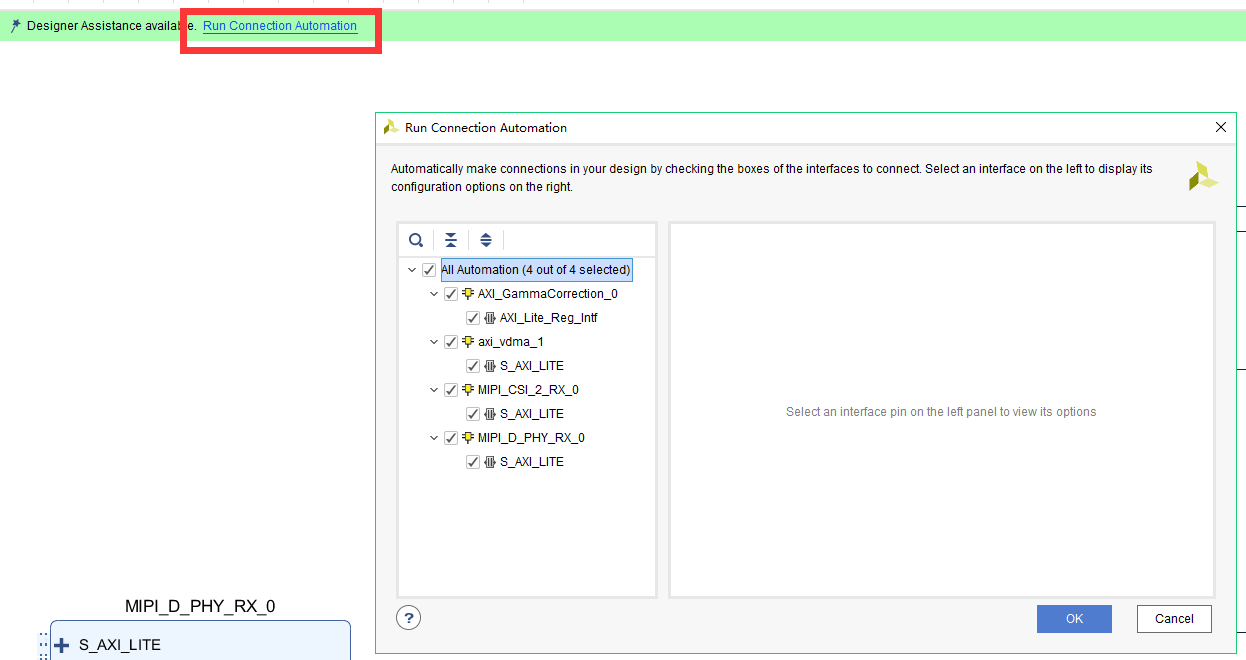 Designer Assistance available. Run Connection Automation
Run Connection Automation
Automatically make connections in your design by checking the boxes of the interfaces to connect. Select an interface on the left to display its
configuration options on the right.
All Automation (4 out of 4 selected)
AXI_GammaCorrection_0
AXI_Lite_Reg_Intf
axi_vdma_1
S_AXI_LITE
MIPI_CSI_2_RX_0
S_AXI_LITE
MIPI_D_PHY_RX_0
S_AXI_LITE
Select an interface pin on the left panel to view its options
?
OK
Cancel
MIPI_D_PHY_RX_0
S_AXI_LITE